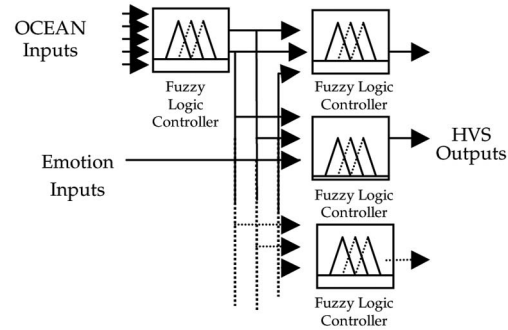 OCEAN
Inputs
Fuzzy
Logic
Controller
Fuzzy Logic
Controller
HVS
Outputs
Emotion
Inputs
Fuzzy Logic
Controller
Fuzzy Logic
Controller